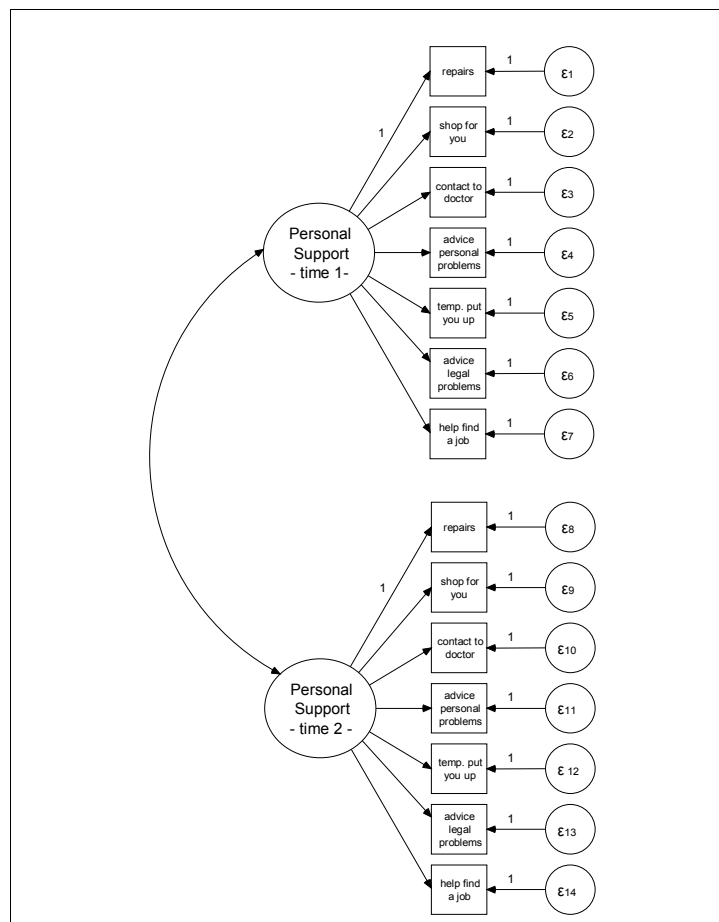 1
repairs
1
ε1
shop for
you
1
ε2
contact to
doctor
1
ε3
Personal
Support
- time 1-
advice
personal
problems
1
ε4
temp. put
you up
1
ε5
advice
legal
problems
1
ε6
help find
a job
1
ε7
1
repairs
1
ε8
shop for
you
1
ε9
contact to
doctor
1
ε10
Personal
Support
- time 2 -
advice
personal
problems
1
ε11
temp. put
you up
1
ε 12
advice
legal
problems
1
ε13
help find
a job
1
ε14